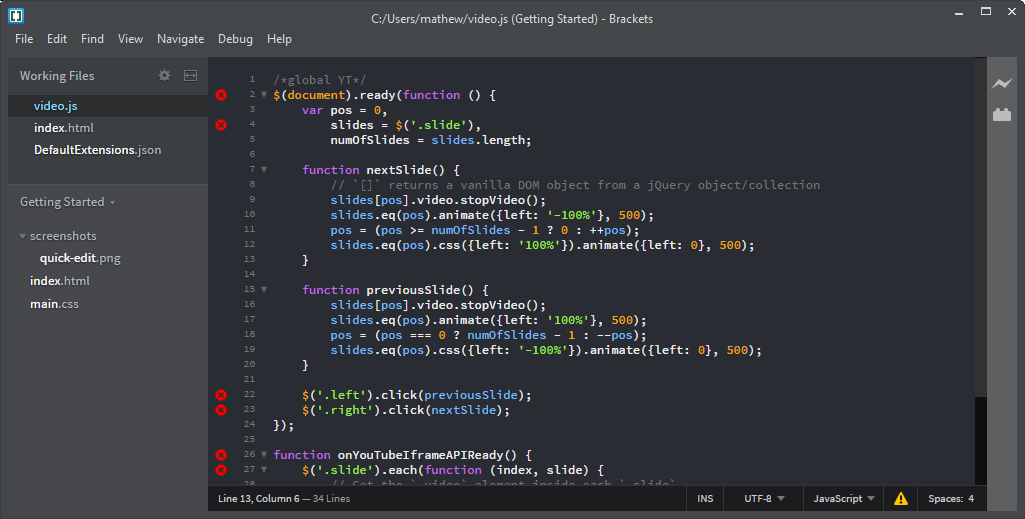 C:/Users/mathew/video.js (Getting Started) - Brackets
File Edit Find View Navigate Debug Help
Working Files
video.js
index.html
DefaultExtensions.json
Getting Started
screenshots
quick-edit.png
index.html
main.css
1 /*global YT*/
2 $(document).ready(function () {
3     var pos = 0,
4         slides = $('.slide'),
5         numOfSlides = slides.length;
6
7     function nextSlide() {
8         // `[]` returns a vanilla DOM object from a jQuery object/collection
9         slides[pos].video.stopVideo();
10         slides.eq(pos).animate({left: '-100%'}, 500);
11         pos = (pos >= numOfSlides - 1 ? 0 : ++pos);
12         slides.eq(pos).css({left: '100%'}).animate({left: 0}, 500);
13     }
14
15     function previousSlide() {
16         slides[pos].video.stopVideo();
17         slides.eq(pos).animate({left: '100%'}, 500);
18         pos = (pos === 0 ? numOfSlides - 1 : --pos);
19         slides.eq(pos).css({left: '-100%'}).animate({left: 0}, 500);
20     }
21
22     $('.left').click(previousSlide);
23     $('.right').click(nextSlide);
24 });
25
26 function onYouTubeIframeAPIReady() {
27     $('.slide').each(function (index, slide) {
// Get the `.video` element inside each `.slide`
Line 13, Column 6 — 34 Lines
INS UTF-8 JavaScript Spaces: 4